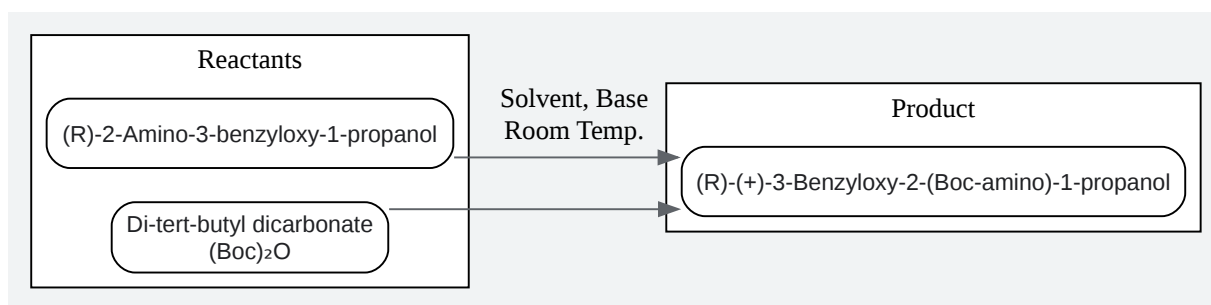 Reactants
(R)-2-Amino-3-benzyloxy-1-propanol
Di-tert-butyl dicarbonate
(Boc)₂O
Solvent, Base
Room Temp.
Product
(R)-(+)-3-Benzyloxy-2-(Boc-amino)-1-propanol